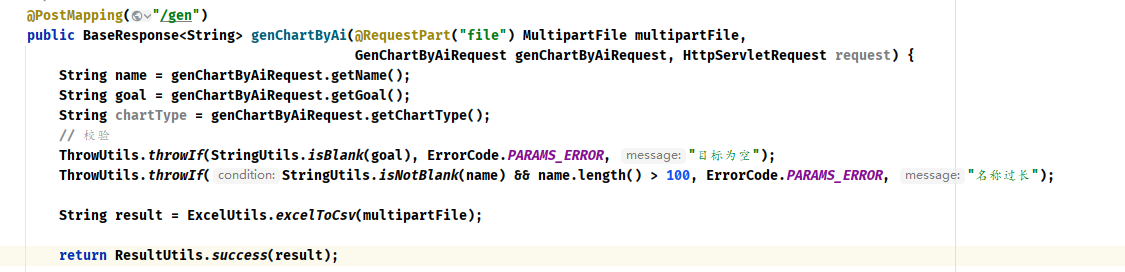 @PostMapping("/gen")
public BaseResponse<String> genChartByAi(@RequestPart("file") MultipartFile multipartFile,
GenChartByAiRequest genChartByAiRequest, HttpServletRequest request) {
String name = genChartByAiRequest.getName();
String goal = genChartByAiRequest.getGoal();
String chartType = genChartByAiRequest.getChartType();
// 校验
ThrowUtils.throwIf(StringUtils.isBlank(goal), ErrorCode.PARAMS_ERROR, message: "目标为空");
ThrowUtils.throwIf( condition: StringUtils.isNotBlank(name) && name.length() > 100, ErrorCode.PARAMS_ERROR, message: "名称过长");
String result = ExcelUtils.excelToCsv(multipartFile);
return ResultUtils.success(result);